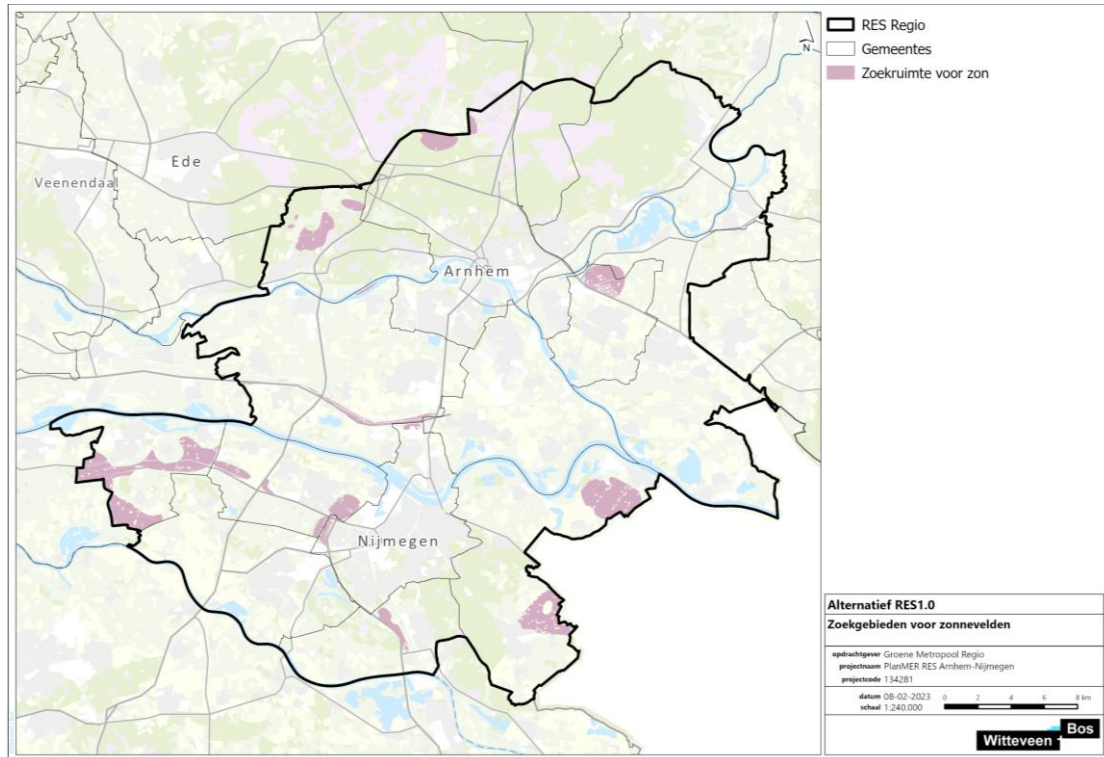 RES Regio
Gemeentes
Zoekruimte voor zon
N
Ede
Veenendaal
Arnhem
Nijmegen
Alternatief RES1.0
Zoekgebieden voor zonnevelden
opdrachtgever Groene Metropool Regio
projectnaam PlanMER RES Arnhem-Nijmegen
projectcode 134281
datum 08-02-2023
0 2 4 6 8 km
schaal 1:240.000
Witteveen + Bos